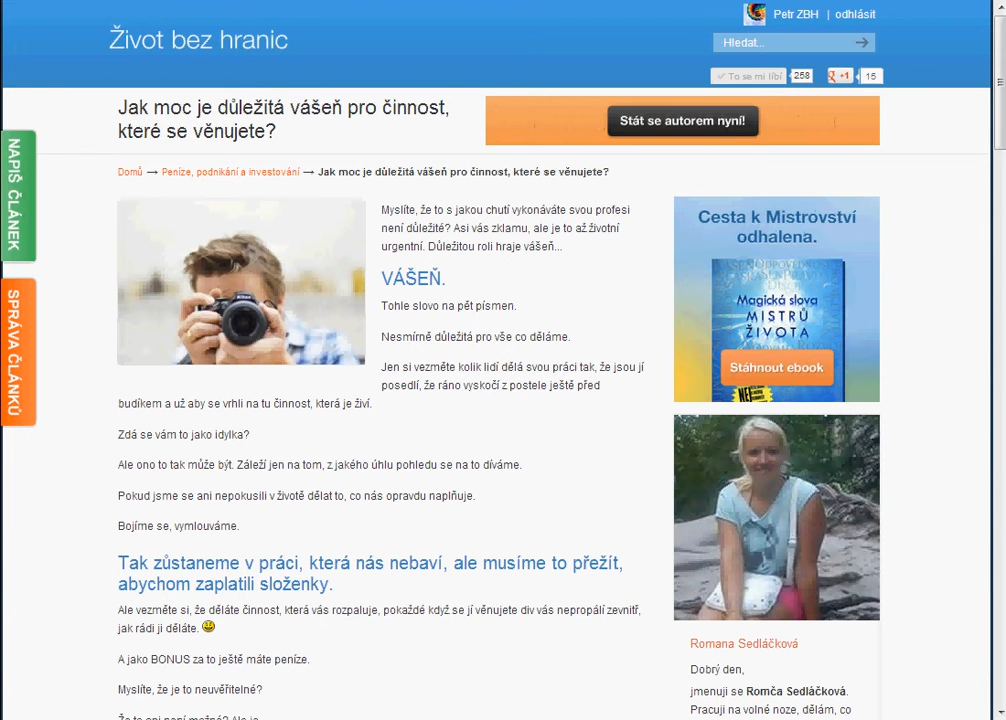 Petr ZBH | odhlásit
Život bez hranic
Hledat...
To se mi líbí 258 +1 15
Jak moc je důležitá vášeň pro činnost,
které se věnujete?
Stát se autorem nyní!
NAPIŠ ČLÁNEK
SPRÁVA ČLÁNKŮ
Domů → Peníze, podnikání a investování → Jak moc je důležitá vášeň pro činnost, které se věnujete?
Myslíte, že to s jakou chutí vykonáváte svou profesi
není důležité? Asi vás zklamu, ale je to až životní
urgentní. Důležitou roli hraje vášeň...
VÁŠEŇ.
Tohle slovo na pět písmen.
Nesmírně důležitá pro vše co děláme.
Jen si vezměte kolik lidí dělá svou práci tak, že jsou jí
posedlí, že ráno vyskočí z postele ještě před
budíkem a už aby se vrhli na tu činnost, která je živí.
Zdá se vám to jako idylka?
Ale ono to tak může být. Záleží jen na tom, z jakého úhlu pohledu se na to díváme.
Pokud jsme se ani nepokusili v životě dělat to, co nás opravdu naplňuje.
Bojíme se, vymlouváme.
Tak zůstaneme v práci, která nás nebaví, ale musíme to přežít,
abychom zaplatili složenky.
Ale vezměte si, že děláte činnost, která vás rozpaluje, pokaždé když se jí věnujete div vás nepropálí zevnitř,
jak rádi ji děláte.
A jako BONUS za to ještě máte peníze.
Myslíte, že je to neuvěřitelné?
Cesta k Mistrovství
odhalena.
Magická slova
MISTRŮ
ŽIVOTA
Stáhnout ebook
Romana Sedláčková
Dobrý den,
jmenuji se Romča Sedláčková.
Pracuji na volné noze, dělám, co